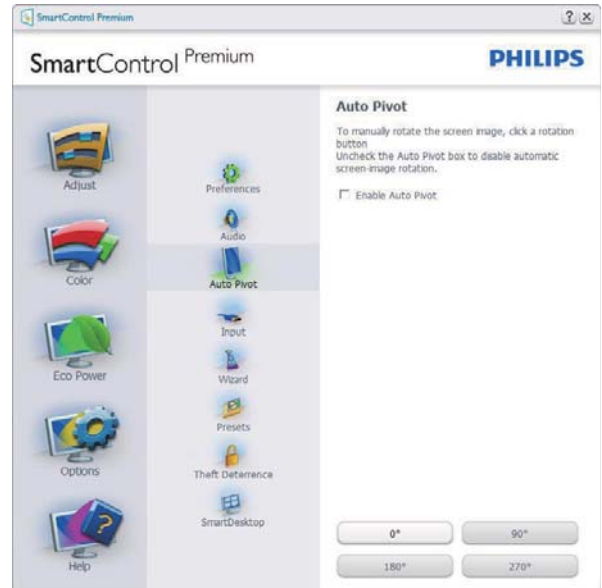 SmartControl Premium
SmartControl Premium
PHILIPS
Adjust
Color
Eco Power
Options
Help
Preferences
Audio
Auto Pivot
Input
Wizard
Presets
Theft Deterrence
SmartDesktop
Auto Pivot
To manually rotate the screen image, click a rotation
button
Uncheck the Auto Pivot box to disable automatic
screen-image rotation.
Enable Auto Pivot
0°
90°
180°
270°